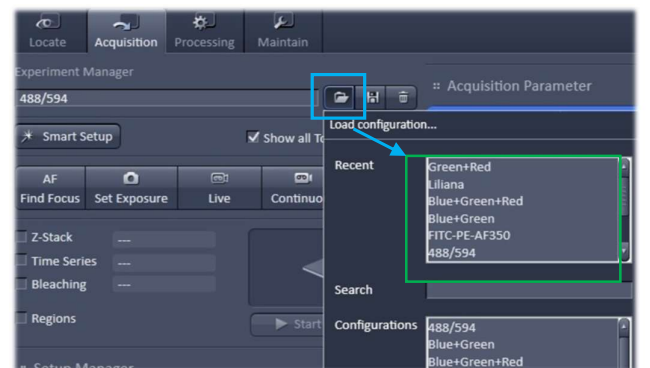 Locate Acquisition Processing Maintain
Experiment Manager
488/594
Acquisition Parameter
Load configuration...
Smart Setup
Show all
Recent
Green+Red
Liliana
Blue+Green+Red
Blue+Green
FITC-PE-AF350
488/594
AF
Find Focus Set Exposure Live Continuo
Z-Stack ---
Time Series ---
Bleaching ---
Regions
Start
Search
Configurations
488/594
Blue+Green
Blue+Green+Red
Setup Manager